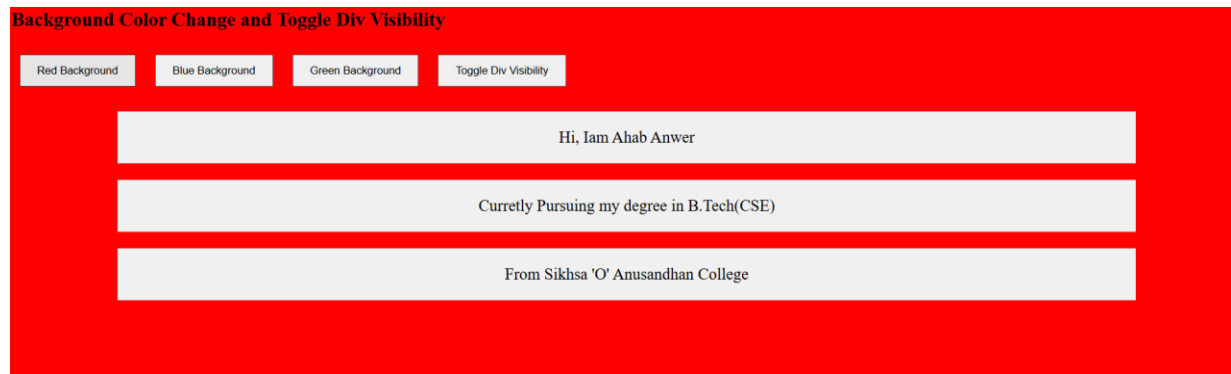 Background Color Change and Toggle Div Visibility
Red Background Blue Background Green Background Toggle Div Visibility
Hi, Iam Ahab Anwer
Curretly Pursuing my degree in B.Tech(CSE)
From Sikhsa 'O' Anusandhan College